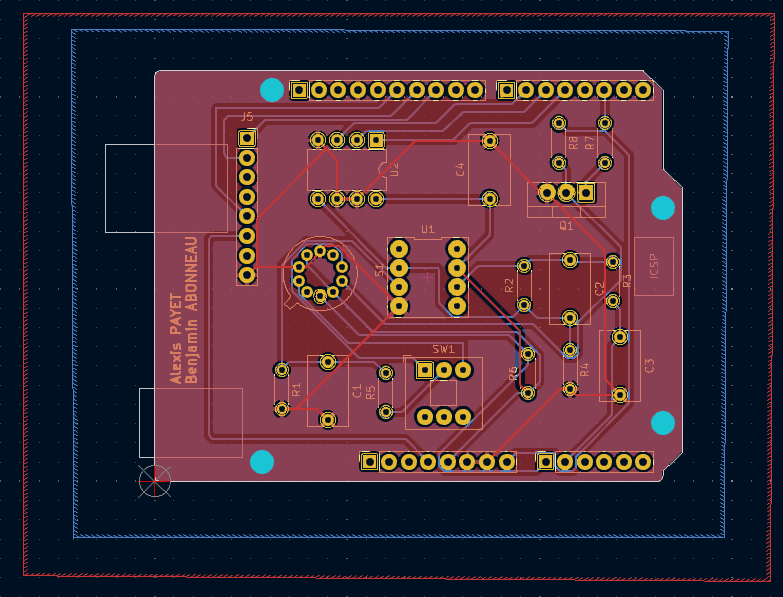 J5
U2
C4
R8
R7
Q1
U1
S1
ICSP
R2
C2
R3
Alexis PAYET
Benjamin ABONNEAU
SW1
R1
C1
R5
R6
R4
C3